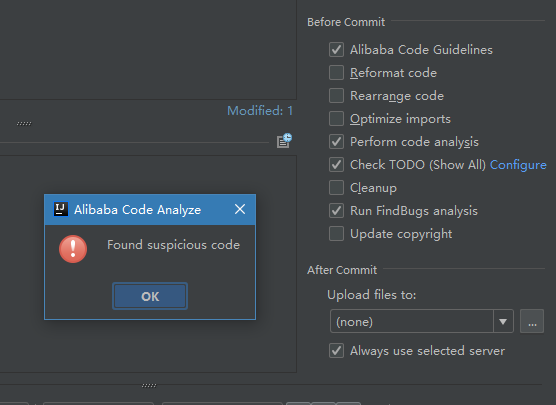 Before Commit
Alibaba Code Guidelines
Reformat code
Rearrange code
Modified: 1
Optimize imports
Perform code analysis
Check TODO (Show All) Configure
Cleanup
IJ Alibaba Code Analyze
Run FindBugs analysis
Update copyright
Found suspicious code
OK
After Commit
Upload files to:
(none)
...
Always use selected server